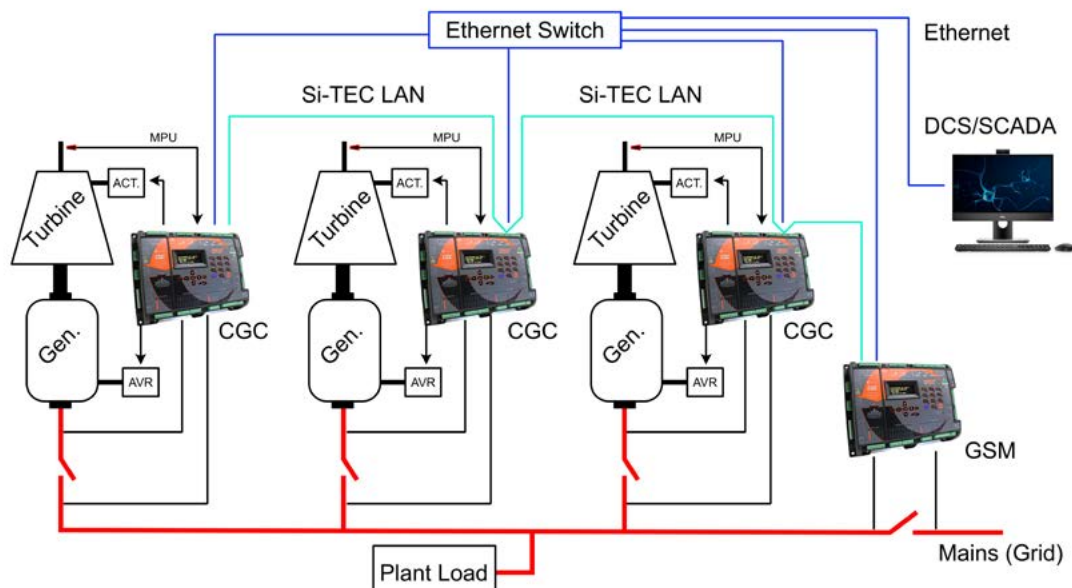 Ethernet Switch
Ethernet
Si-TEC LAN
Si-TEC LAN
DCS/SCADA
MPU
MPU
MPU
ACT.
ACT.
ACT.
Turbine
Turbine
Turbine
CGC
CGC
CGC
Gen.
Gen.
Gen.
AVR
AVR
AVR
GSM
Mains (Grid)
Plant Load